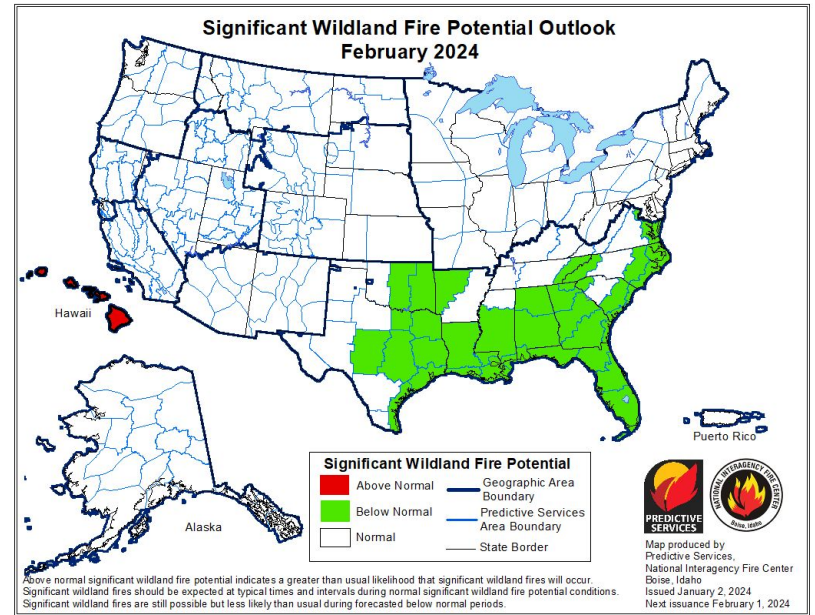 Significant Wildland Fire Potential Outlook
February 2024
Hawaii
Alaska
Puerto Rico
Significant Wildland Fire Potential
Above Normal
Below Normal
Normal
Geographic Area
Boundary
Predictive Services
Area Boundary
State Border
PREDICTIVE
SERVICES
NATIONAL INTERAGENCY FIRE CENTER
Boise, Idaho
Map produced by
Predictive Services,
National Interagency Fire Center
Boise, Idaho
Issued January 2, 2024
Next issuance February 1, 2024
Above normal significant wildland fire potential indicates a greater than usual likelihood that significant wildland fires will occur.
Significant wildland fires should be expected at typical times and intervals during normal significant wildland fire potential conditions.
Significant wildland fires are still possible but less likely than usual during forecasted below normal periods.